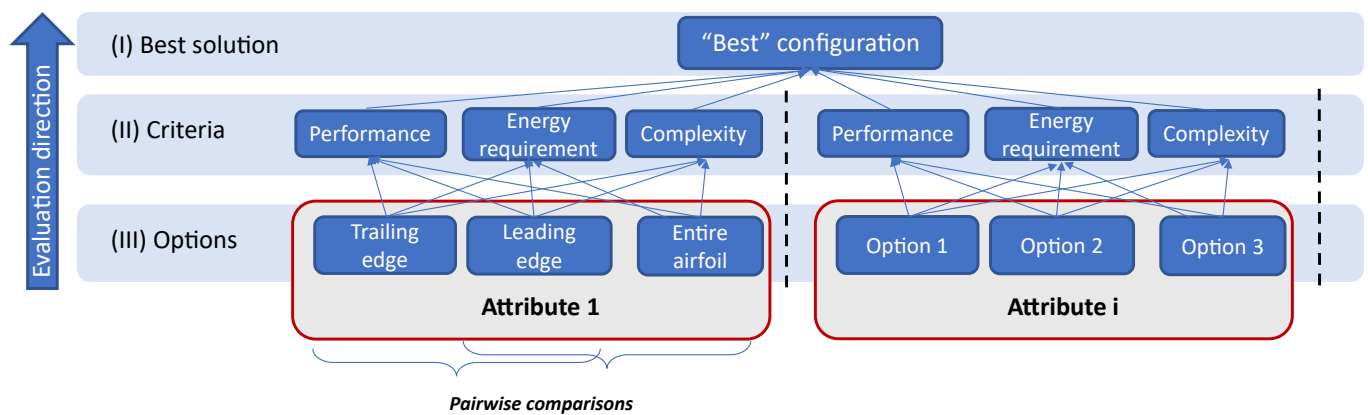 Evaluation direction
(I) Best solution
“Best” configuration
(II) Criteria
Performance
Energy
requirement
Complexity
Performance
Energy
requirement
Complexity
(III) Options
Trailing
edge
Leading
edge
Entire
airfoil
Option 1
Option 2
Option 3
Attribute 1
Attribute i
Pairwise comparisons